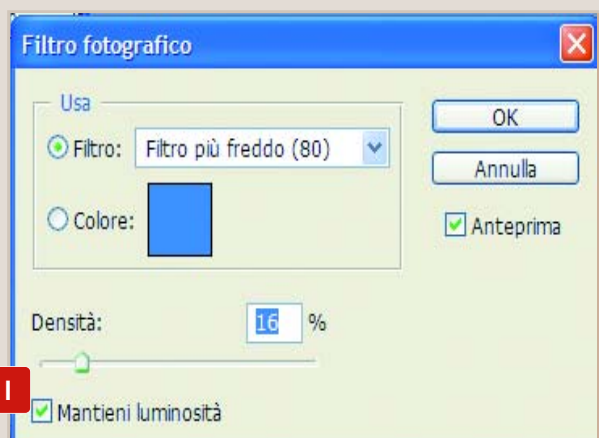 Filtro fotografico
Usa
Filtro: Filtro più freddo (80)
Colore:
OK
Annulla
Anteprima
Densità: 16 %
I
Mantieni luminosità